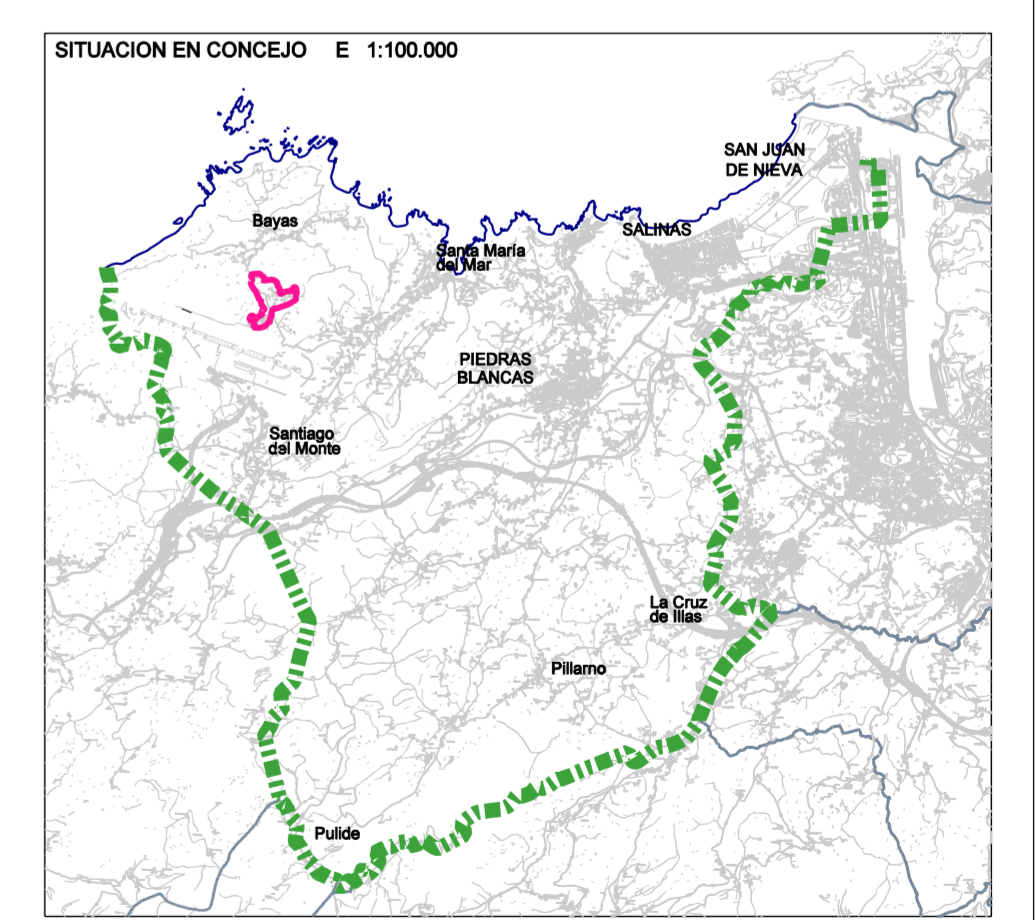 SITUACION EN CONCEJO E 1:100.000
SAN JUAN
DE NIEVA
Bayas
SALINAS
Santa María
del Mar
PIEDRAS
BLANCAS
Santiago
del Monte
La Cruz
de Illas
Pillarno
Pulide